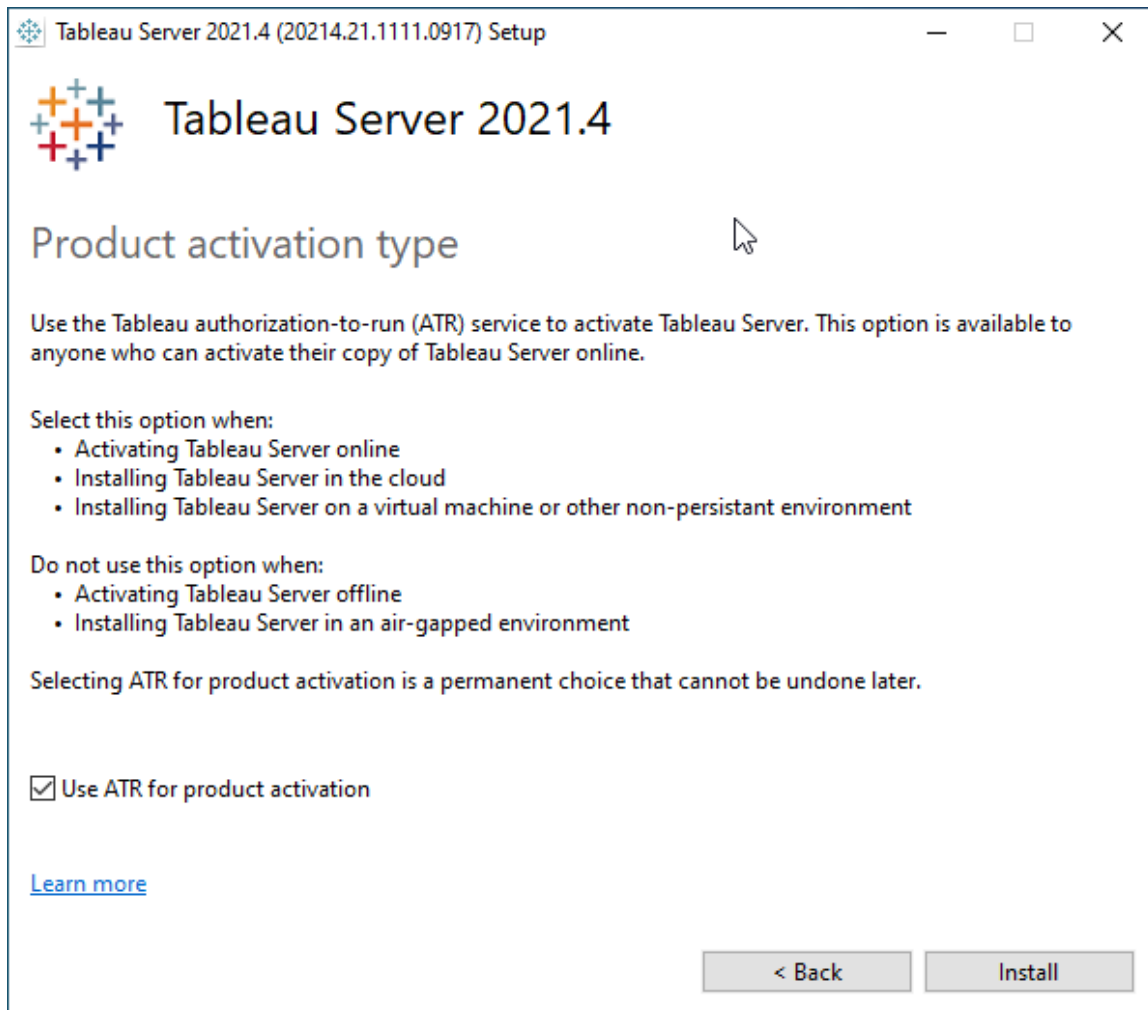 Tableau Server 2021.4 (20214.21.1111.0917) Setup
Tableau Server 2021.4
Product activation type
Use the Tableau authorization-to-run (ATR) service to activate Tableau Server. This option is available to
anyone who can activate their copy of Tableau Server online.
Select this option when:
• Activating Tableau Server online
• Installing Tableau Server in the cloud
• Installing Tableau Server on a virtual machine or other non-persistant environment
Do not use this option when:
• Activating Tableau Server offline
• Installing Tableau Server in an air-gapped environment
Selecting ATR for product activation is a permanent choice that cannot be undone later.
Use ATR for product activation
Learn more
< Back Install